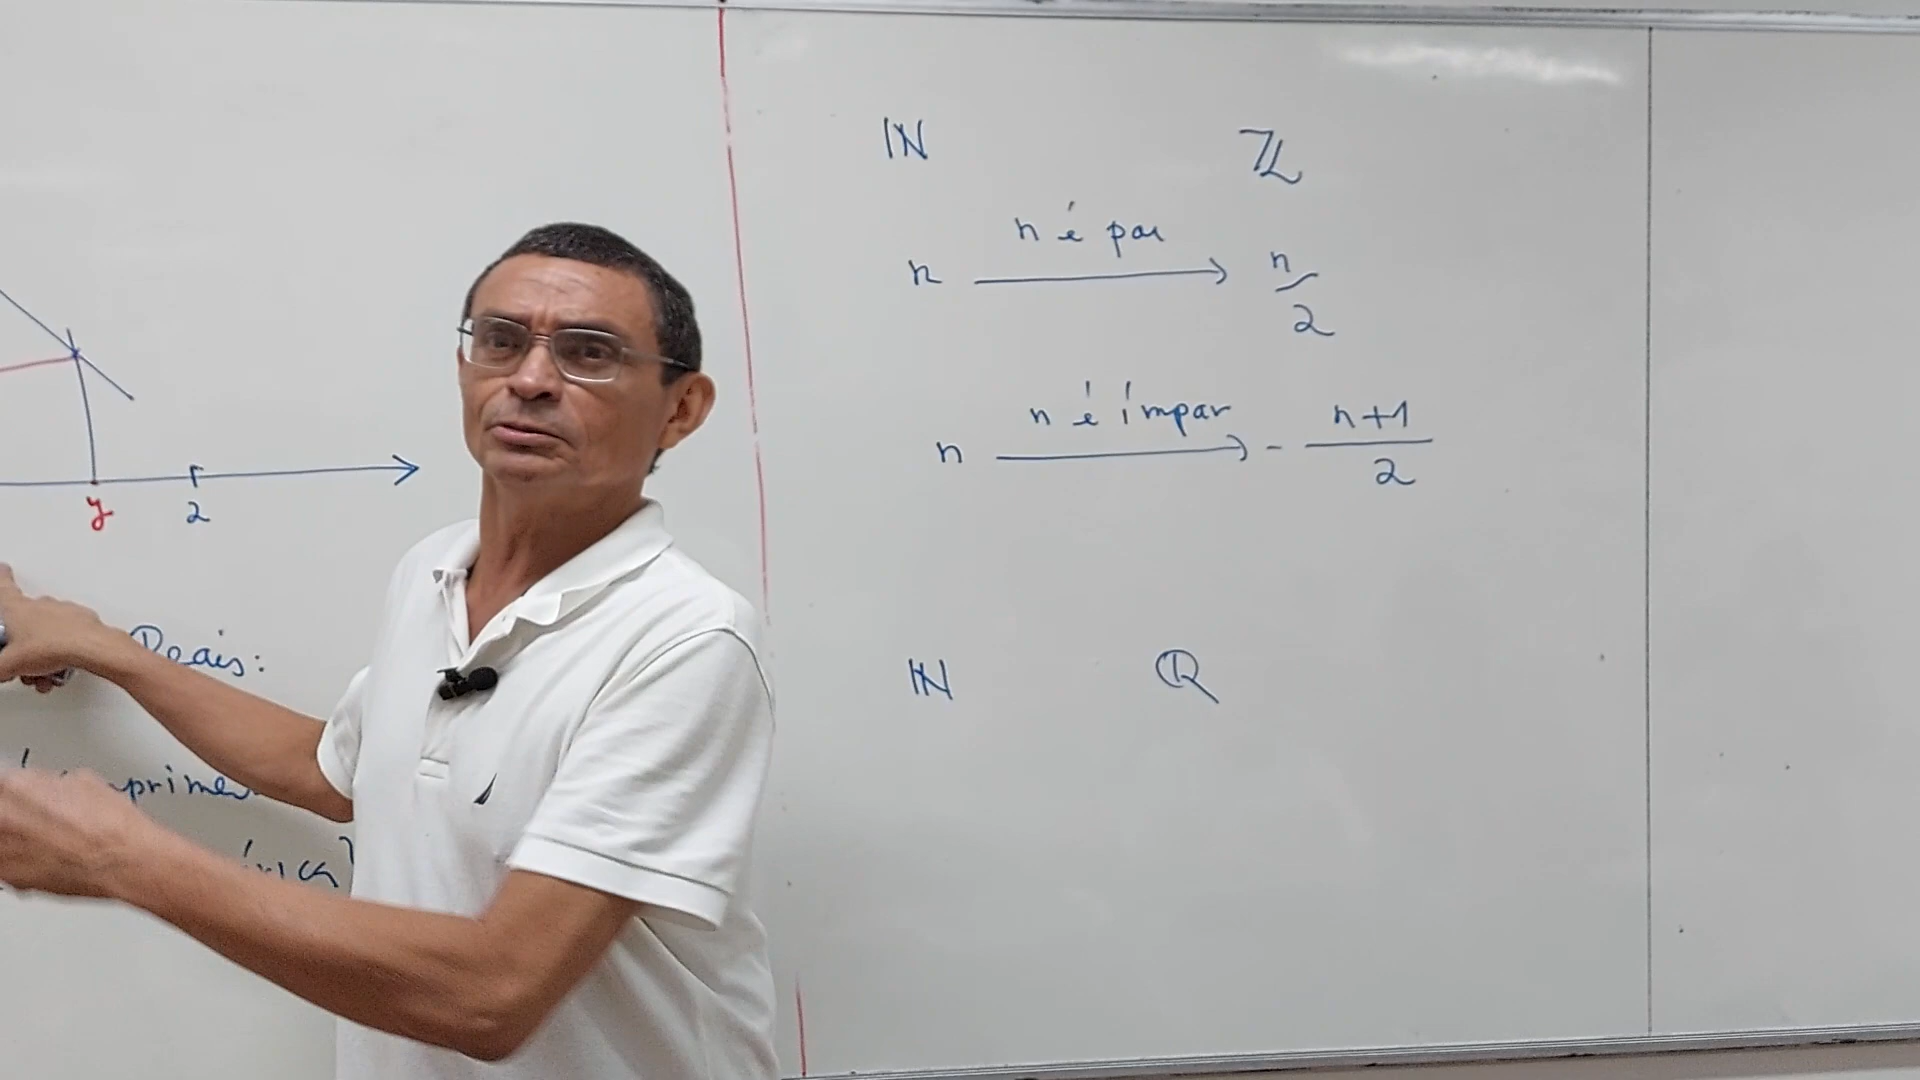 y 2
Reais:
IN ℤ
n é par
n → n/2
n é ímpar
n → - (n+1)/2
IN ℚ